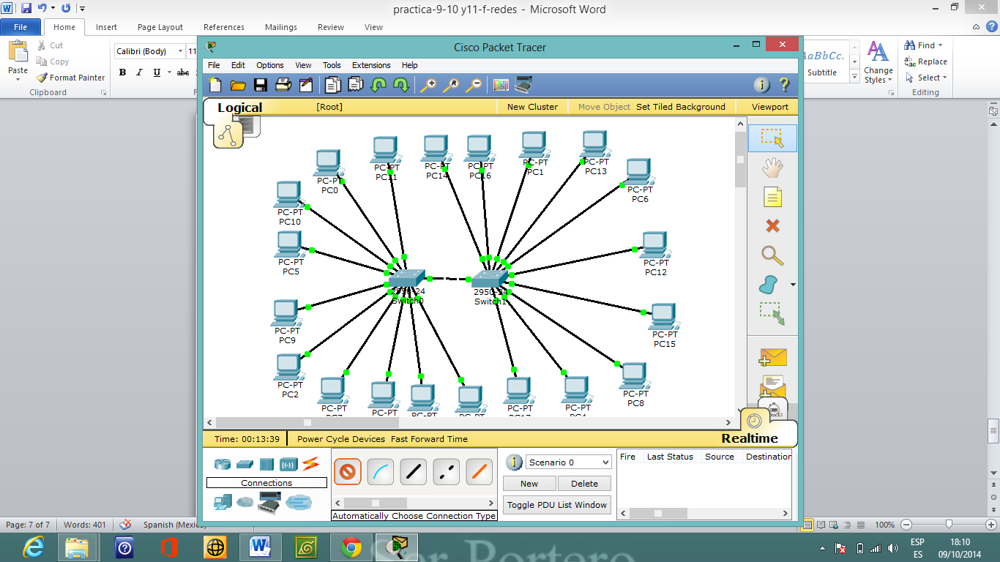 practica-9-10 y11-f-redes - Microsoft Word
File Home Insert Page Layout References Mailings Review View
Cut
Copy
Paste
Format Painter
Clipboard
Calibri (Body) 11
B I U abc
Cisco Packet Tracer
AaBbCcI
Subtitle
Change
Styles
Find
Replace
Select
Editing
File Edit Options View Tools Extensions Help
Logical [Root] New Cluster Move Object Set Tiled Background Viewport
PC-PT
PC0
PC-PT
PC11
PC-PT
PC14
PC-PT
PC16
PC-PT
PC1
PC-PT
PC13
PC-PT
PC6
PC-PT
PC10
PC-PT
PC5
PC-PT
PC12
2950-24
Switch0
2950-24
Switch1
PC-PT
PC9
PC-PT
PC15
PC-PT
PC2
PC-PT
PC8
PC-PT
PC7
PC-PT
PC-PT
PC-PT
PC-PT
PC17
PC-PT
PC4
Time: 00:13:39 Power Cycle Devices Fast Forward Time Realtime
Connections
Automatically Choose Connection Type
Scenario 0
New Delete
Toggle PDU List Window
Fire Last Status Source Destination
Page: 7 of 7 Words: 401 Spanish (Mexic
100%
Ser Portero
ESP
ES
18:10
09/10/2014